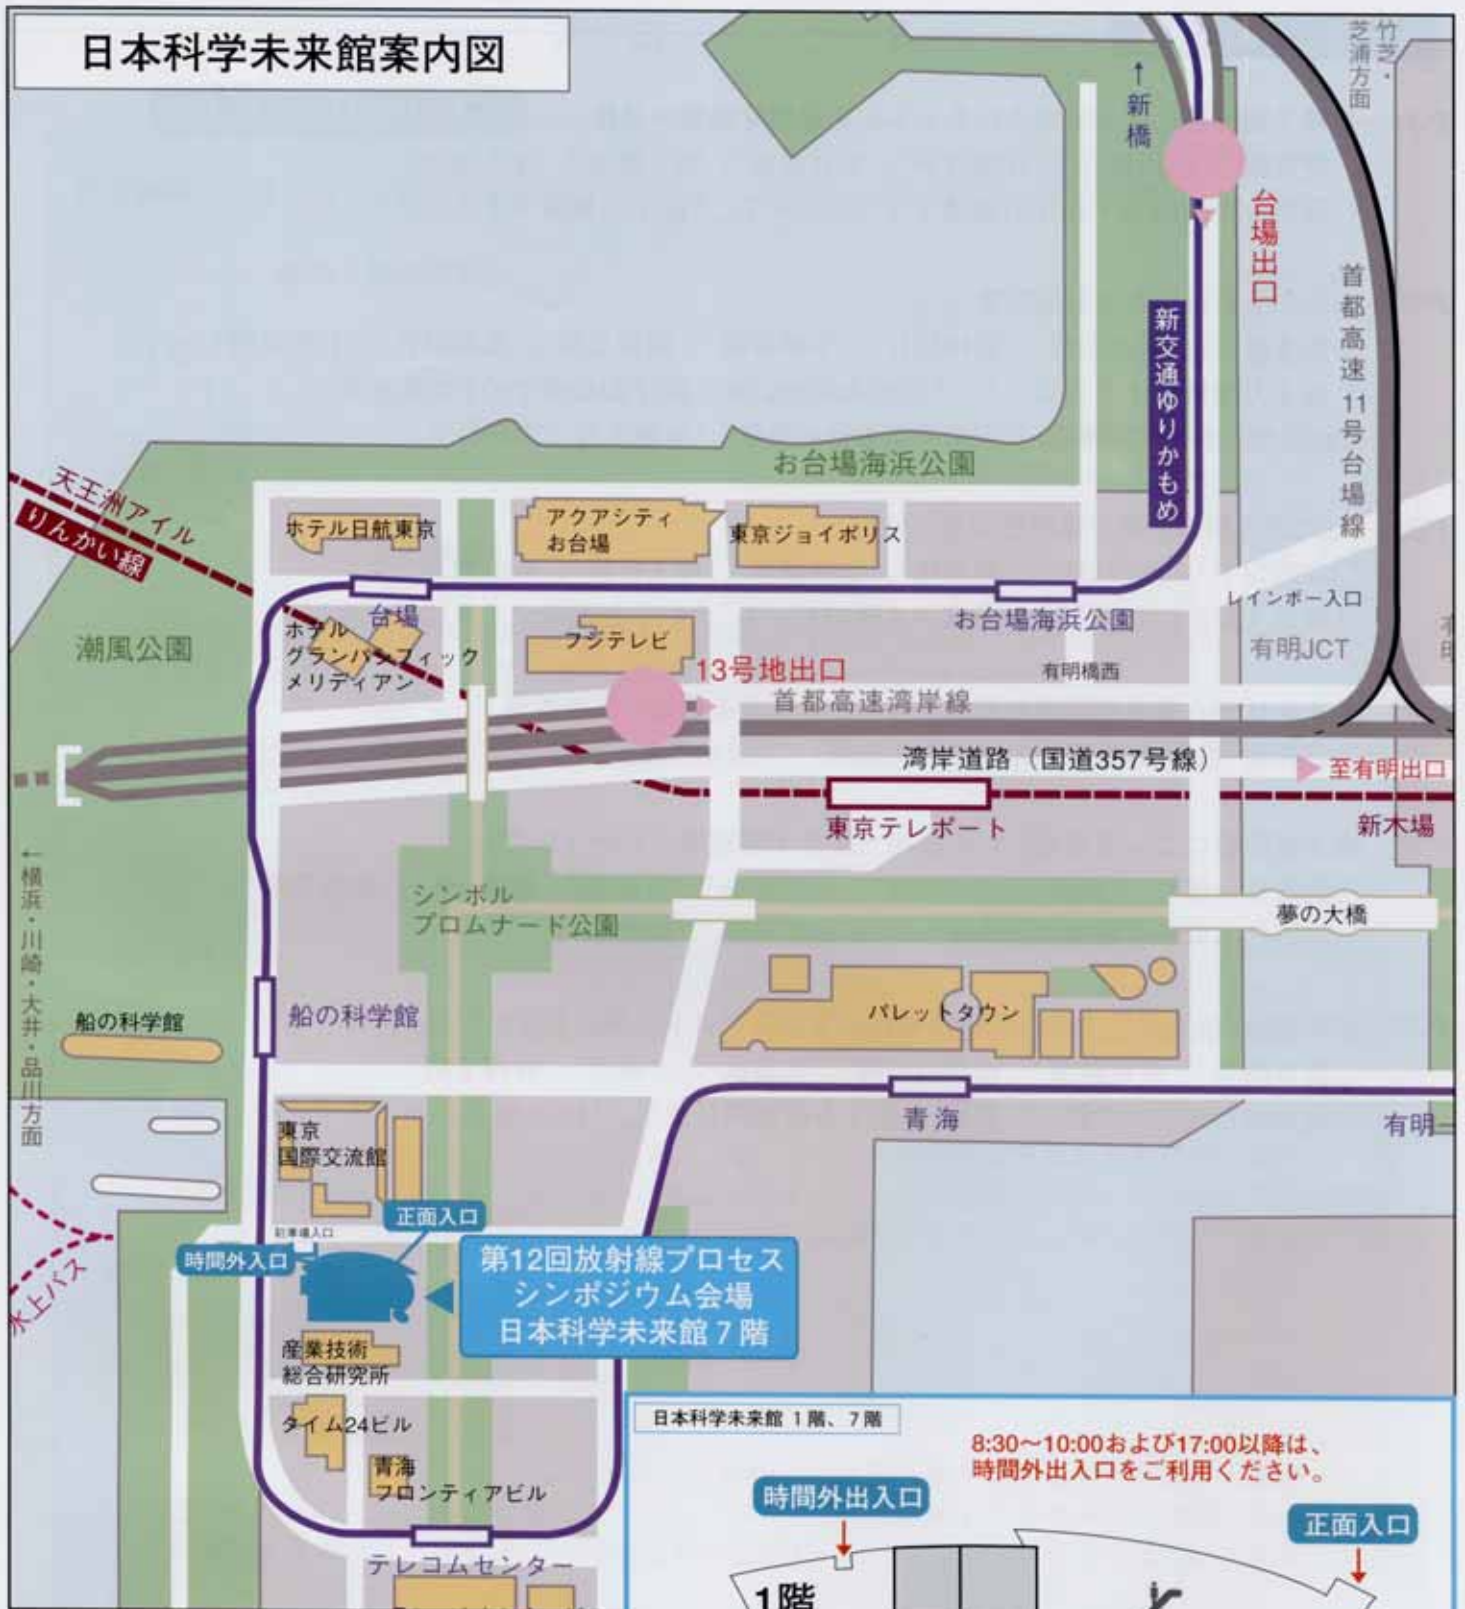 日本科学未来館案内図
竹芝・
芝浦方面
↑新橋
台場出口
首都高速11号台場線
新交通ゆりかもめ
お台場海浜公園
天王洲アイル
りんかい線
ホテル日航東京
アクアシティ
お台場
東京ジョイポリス
台場
お台場海浜公園
レインボー入口
潮風公園
ホテル
グランパシフィック
メリディアン
フジテレビ
13号地出口
有明橋西
有明JCT
首都高速湾岸線
湾岸道路（国道357号線）
至有明出口
東京テレポート
新木場
←横浜・川崎・大井・品川方面
シンボル
プロムナード公園
夢の大橋
船の科学館
船の科学館
パレットタウン
青海
有明
東京
国際交流館
正面入口
駐車場入口
時間外入口
水上バス
第12回放射線プロセス
シンポジウム会場
日本科学未来館７階
産業技術
総合研究所
タイム24ビル
青海
フロンティアビル
テレコムセンター
日本科学未来館 1階、7階
8:30～10:00および17:00以降は、
時間外出入口をご利用ください。
時間外出入口
正面入口
1階